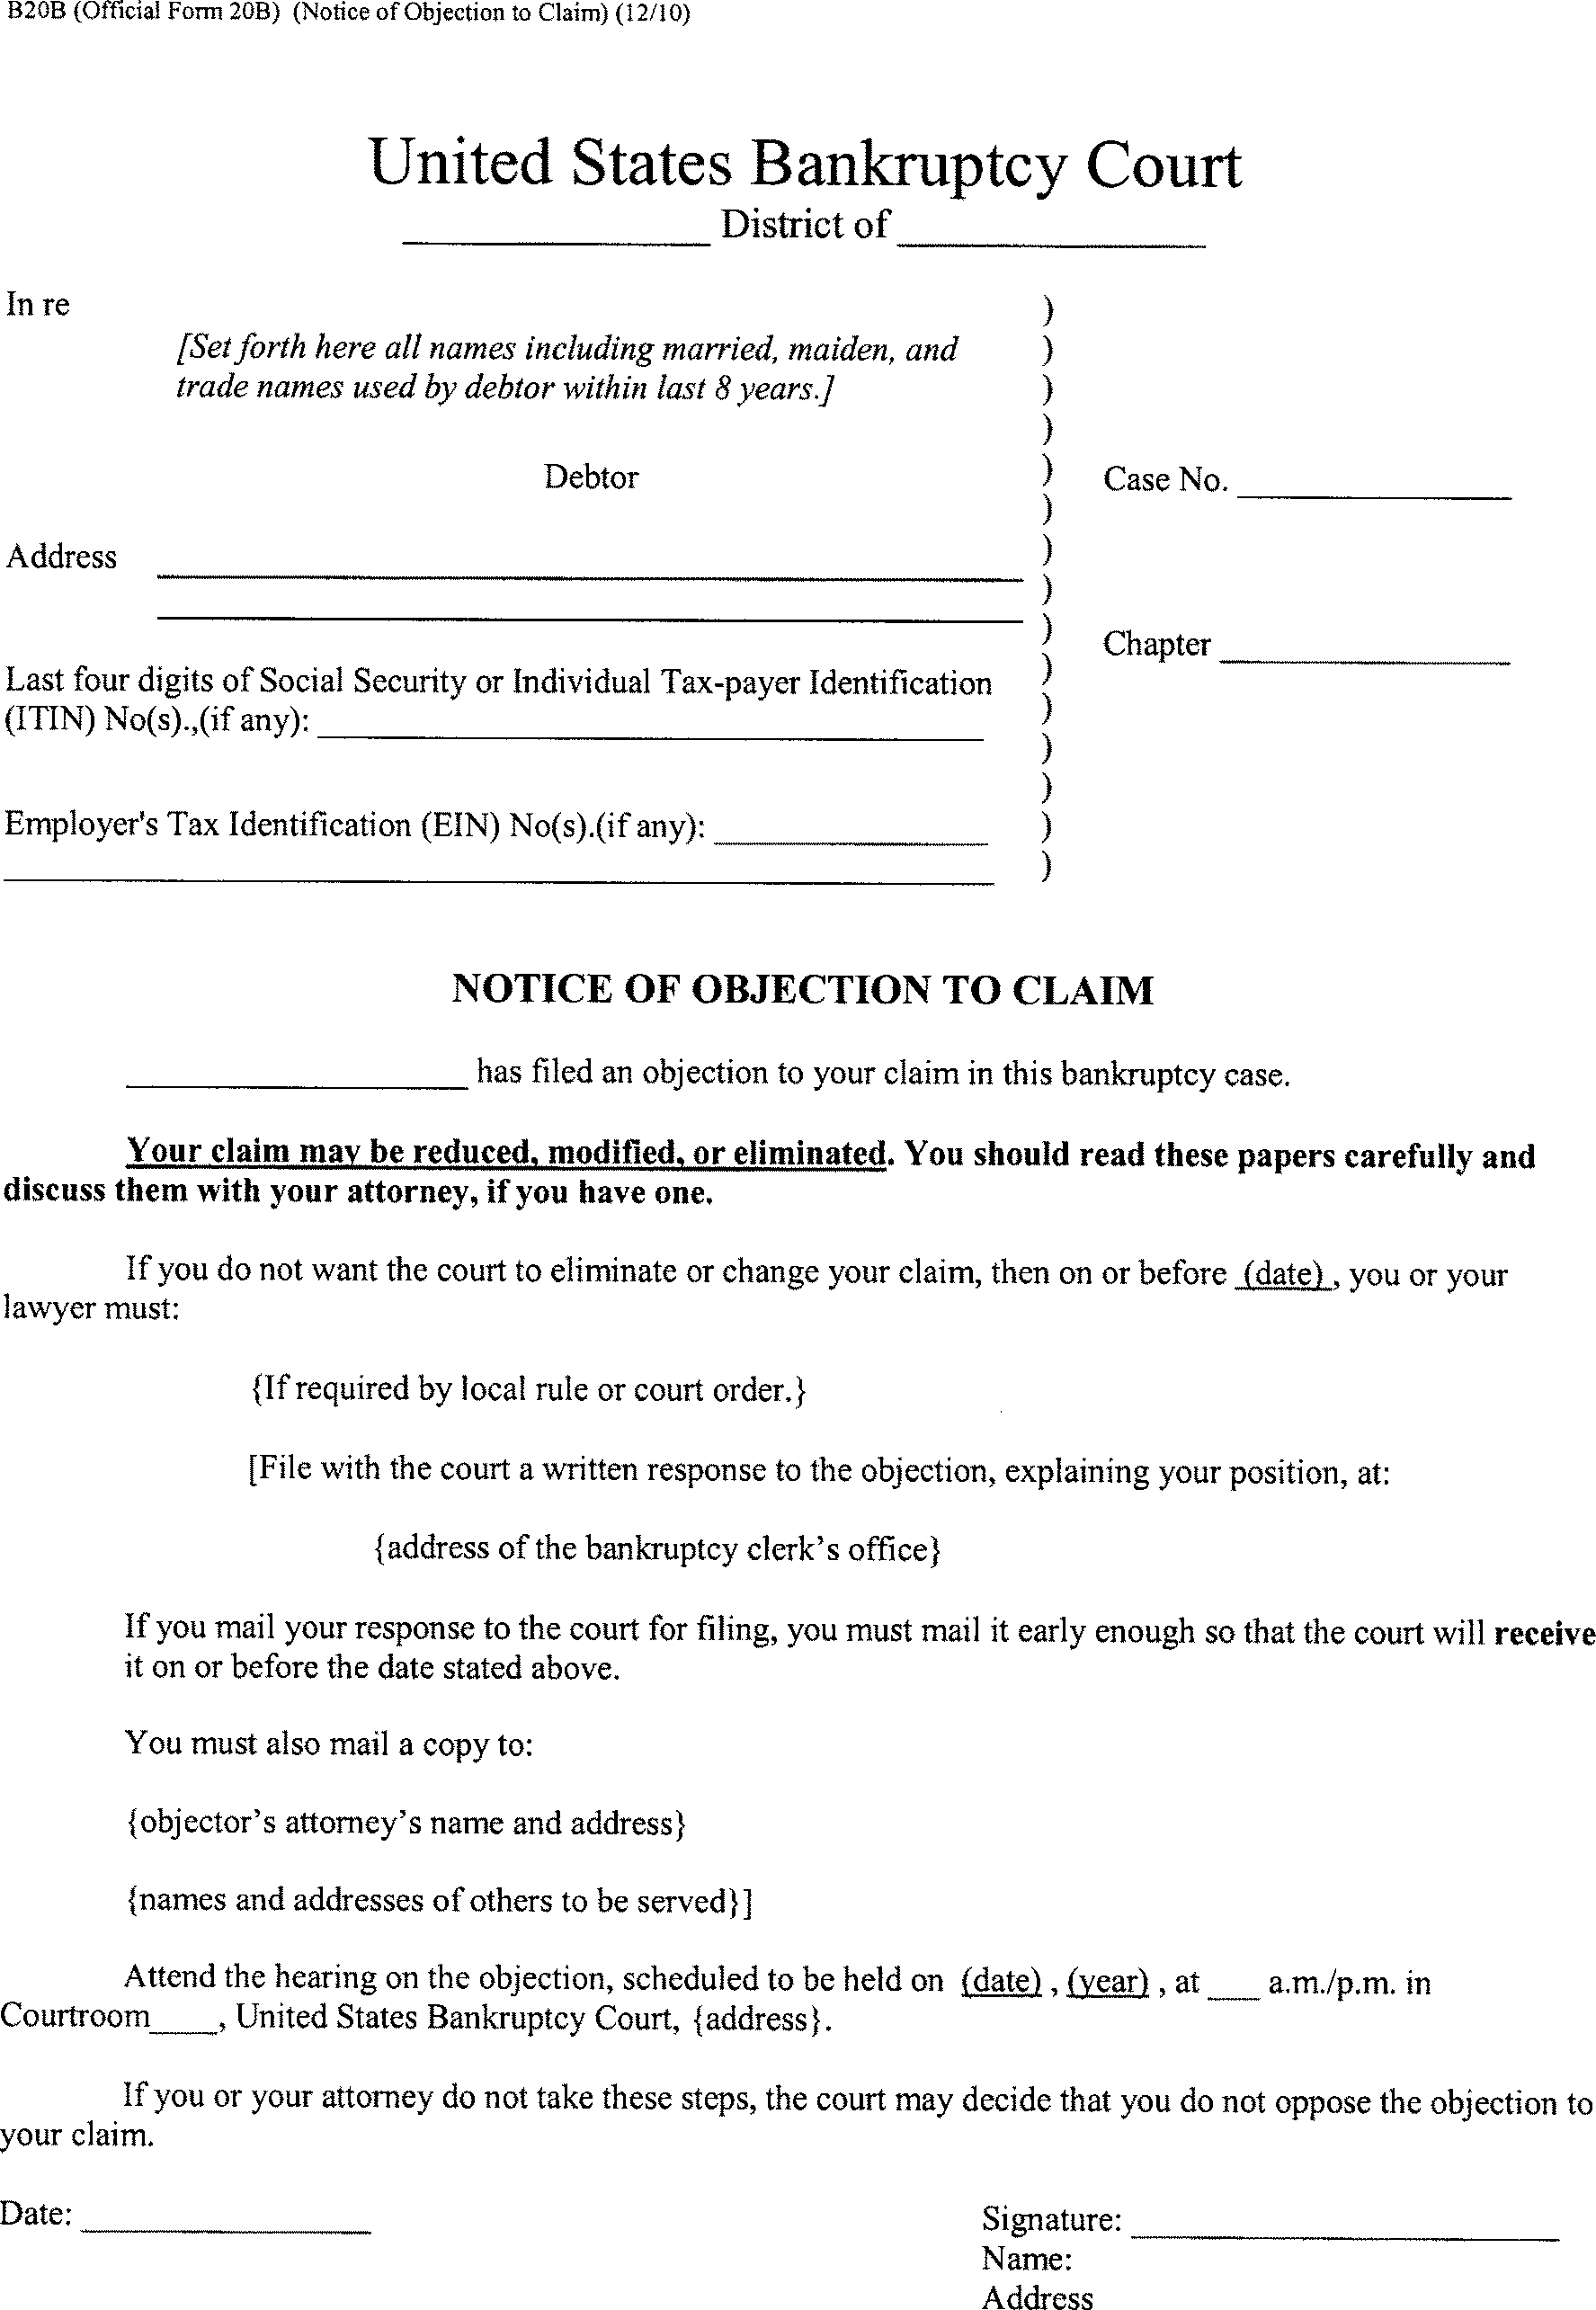 B20B (Official Form 20B) (Notice of Objection to Claim) (12/10)
United States Bankruptcy Court
_______________ District of _______________
In re )
[Set forth here all names including married, maiden, and )
trade names used by debtor within last 8 years.] )
)
Debtor ) Case No. _______________
)
Address _______________ )
)
_______________ )
Chapter _______________
Last four digits of Social Security or Individual Tax-payer Identification )
(ITIN) No(s).,(if any): _______________ )
)
)
Employer's Tax Identification (EIN) No(s).(if any): _______________ )
_______________ )
NOTICE OF OBJECTION TO CLAIM
_______________ has filed an objection to your claim in this bankruptcy case.
Your claim may be reduced, modified, or eliminated. You should read these papers carefully and
discuss them with your attorney, if you have one.
If you do not want the court to eliminate or change your claim, then on or before (date) , you or your
lawyer must:
{If required by local rule or court order.}
[File with the court a written response to the objection, explaining your position, at:
{address of the bankruptcy clerk’s office}
If you mail your response to the court for filing, you must mail it early enough so that the court will receive
it on or before the date stated above.
You must also mail a copy to:
{objector’s attorney’s name and address}
{names and addresses of others to be served}]
Attend the hearing on the objection, scheduled to be held on (date) , (year) , at ___ a.m./p.m. in
Courtroom____, United States Bankruptcy Court, {address}.
If you or your attorney do not take these steps, the court may decide that you do not oppose the objection to
your claim.
Date: _______________
Signature: _______________
Name:
Address